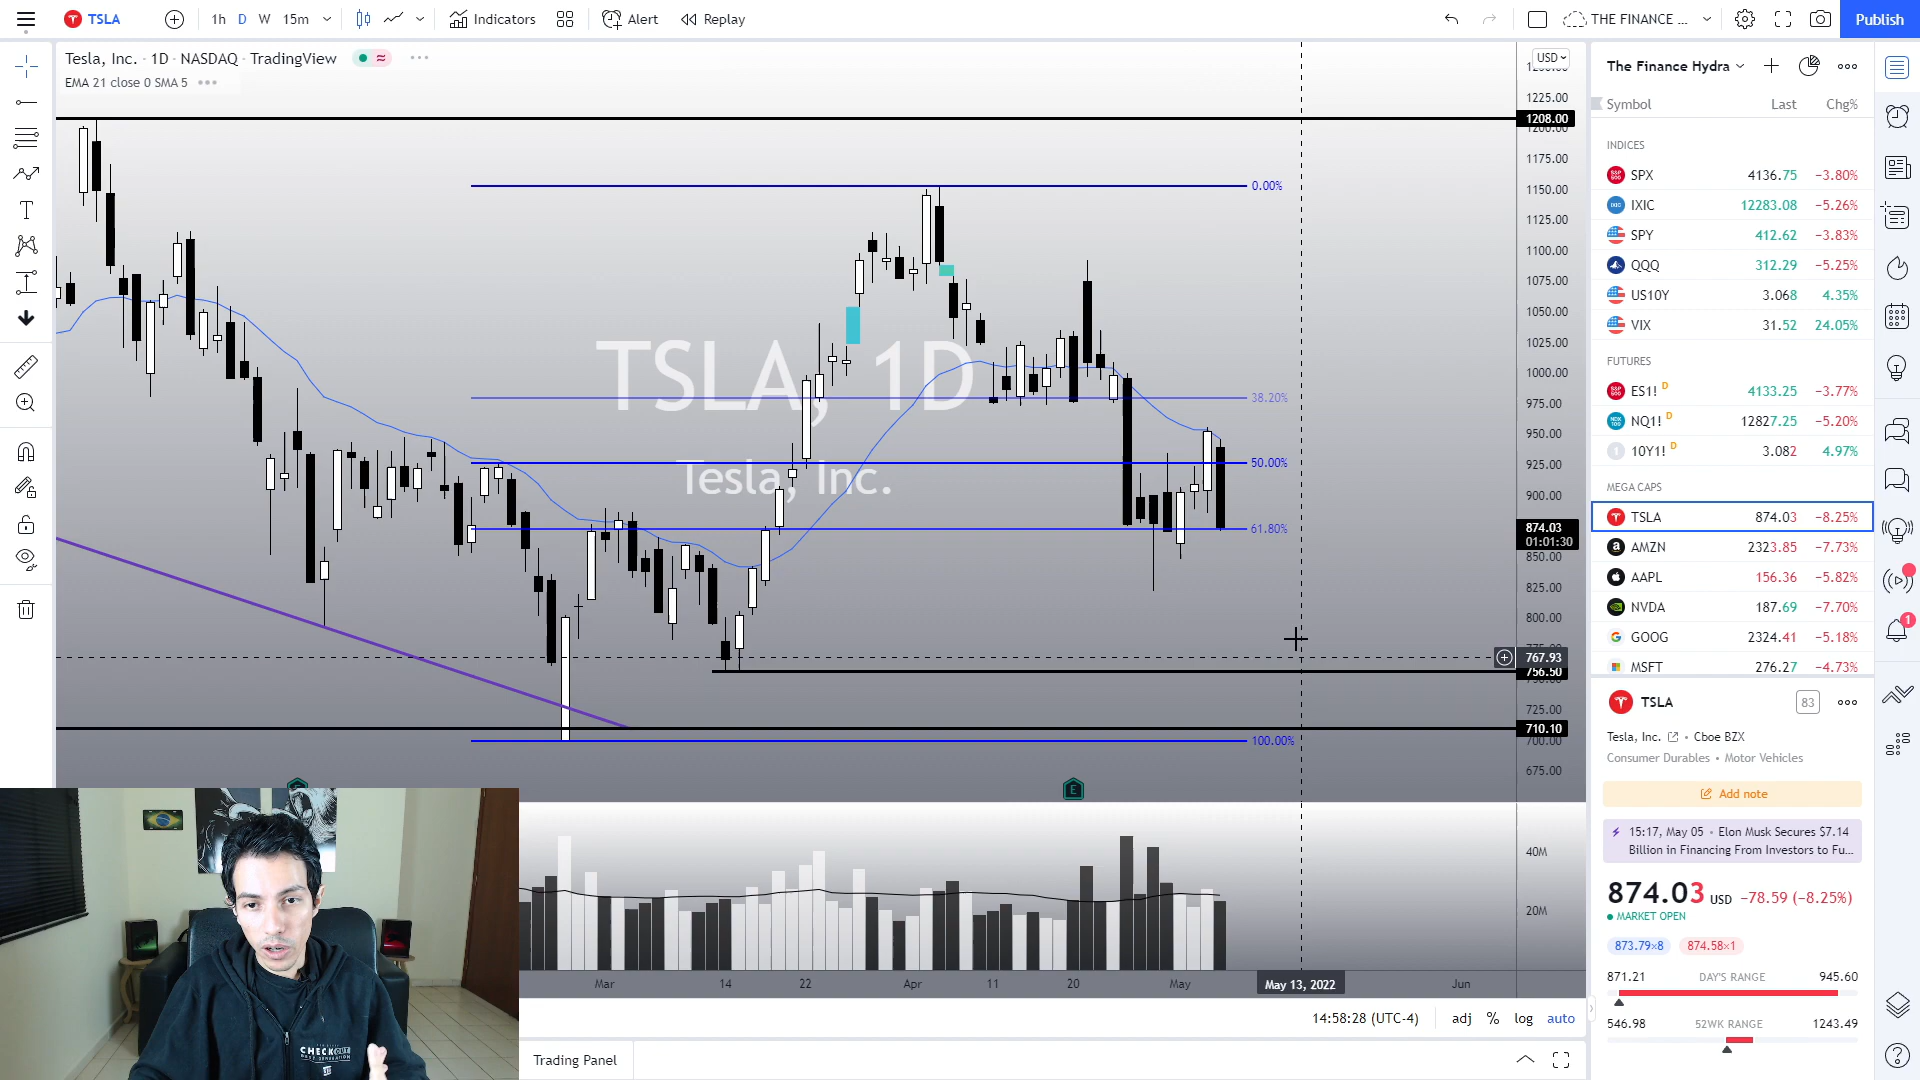 TSLA
1h D W 15m
Indicators
Alert
Replay
THE FINANCE ...
Publish
Tesla, Inc. · 1D · NASDAQ · TradingView
EMA 21 close 0 SMA 5
TSLA, 1D
Tesla, Inc.
0.00%
38.20%
50.00%
61.80%
100.00%
E
USD
1225.00
1208.00
1200.00
1175.00
1150.00
1125.00
1100.00
1075.00
1050.00
1025.00
1000.00
975.00
950.00
925.00
900.00
874.03
01:01:30
850.00
825.00
800.00
767.93
756.50
725.00
710.10
700.00
675.00
40M
20M
Mar 14 22 Apr 11 20 May May 13, 2022 Jun
14:58:28 (UTC-4) adj % log auto
Trading Panel
CHECKOUT
The Finance Hydra
Symbol Last Chg%
INDICES
SPX 4136.75 −3.80%
IXIC 12283.08 −5.26%
SPY 412.62 −3.83%
QQQ 312.29 −5.25%
US10Y 3.068 4.35%
VIX 31.52 24.05%
FUTURES
ES1! D 4133.25 −3.77%
NQ1! D 12827.25 −5.20%
10Y1! D 3.082 4.97%
MEGA CAPS
TSLA 874.03 −8.25%
AMZN 2323.85 −7.73%
AAPL 156.36 −5.82%
NVDA 187.69 −7.70%
GOOG 2324.41 −5.18%
MSFT 276.27 −4.73%
TSLA 83
Tesla, Inc. • Cboe BZX
Consumer Durables • Motor Vehicles
Add note
15:17, May 05 • Elon Musk Secures $7.14
Billion in Financing From Investors to Fu...
874.03 USD −78.59 (−8.25%)
MARKET OPEN
873.79×8 874.58×1
871.21 DAY'S RANGE 945.60
546.98 52WK RANGE 1243.49
1